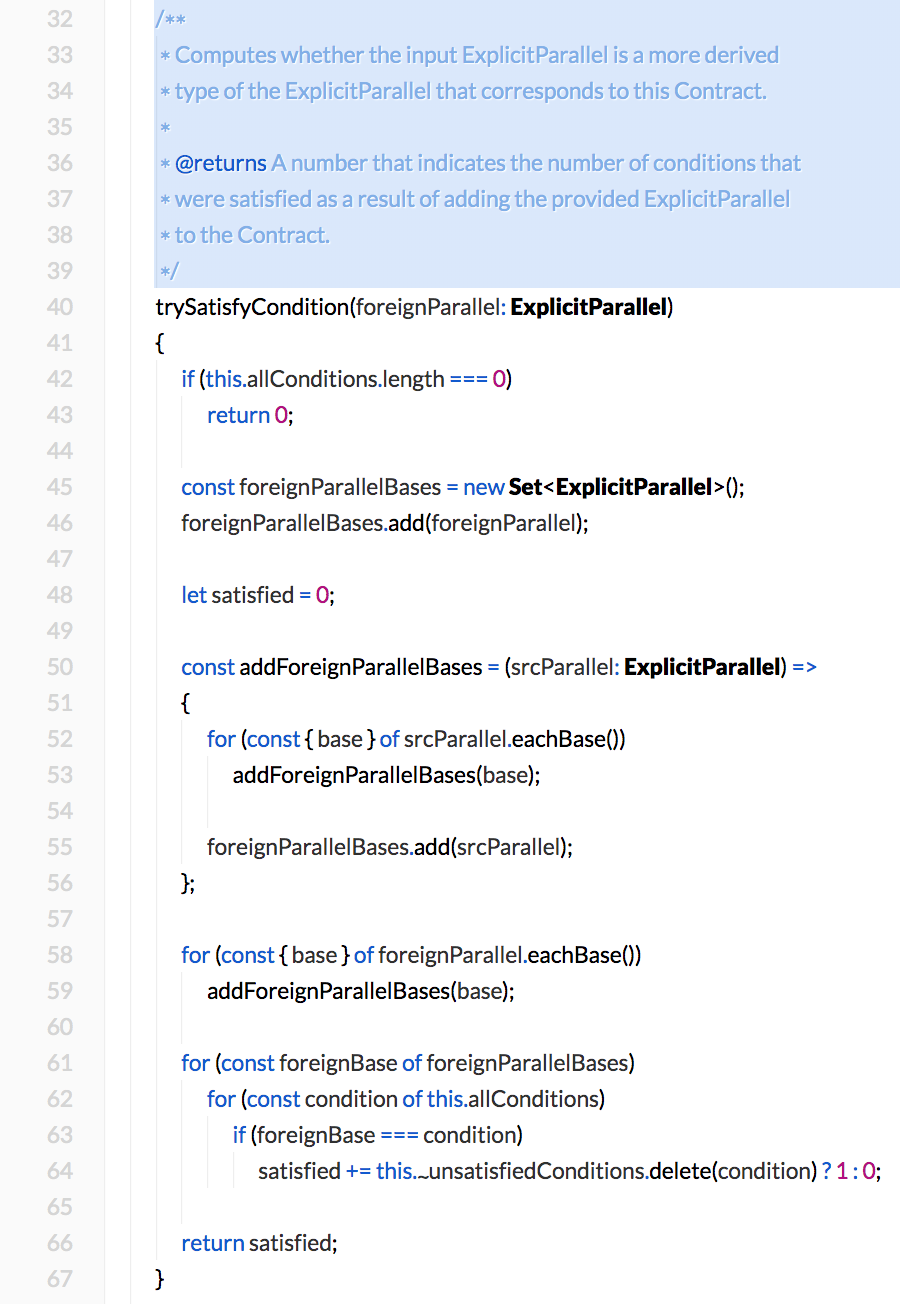 32 /**
33  * Computes whether the input ExplicitParallel is a more derived
34  * type of the ExplicitParallel that corresponds to this Contract.
35  *
36  * @returns A number that indicates the number of conditions that
37  * were satisfied as a result of adding the provided ExplicitParallel
38  * to the Contract.
39  */
40 trySatisfyCondition(foreignParallel: ExplicitParallel)
41 {
42     if (this.allConditions.length === 0)
43         return 0;
44
45     const foreignParallelBases = new Set<ExplicitParallel>();
46     foreignParallelBases.add(foreignParallel);
47
48     let satisfied = 0;
49
50     const addForeignParallelBases = (srcParallel: ExplicitParallel) =>
51     {
52         for (const { base } of srcParallel.eachBase())
53             addForeignParallelBases(base);
54
55         foreignParallelBases.add(srcParallel);
56     };
57
58     for (const { base } of foreignParallel.eachBase())
59         addForeignParallelBases(base);
60
61     for (const foreignBase of foreignParallelBases)
62         for (const condition of this.allConditions)
63             if (foreignBase === condition)
64                 satisfied += this._unsatisfiedConditions.delete(condition) ? 1 : 0;
65
66     return satisfied;
67 }